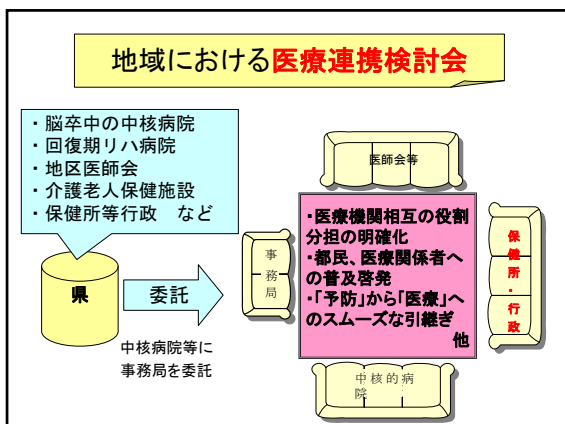 地域における医療連携検討会
・脳卒中の中核病院
・回復期リハ病院
・地区医師会
・介護老人保健施設
・保健所等行政　など
県
委託
中核病院等に
事務局を委託
医師会等
事務局
・医療機関相互の役割
分担の明確化
・都民、医療関係者へ
の普及啓発
・「予防」から「医療」へ
のスムーズな引継ぎ
他
保健所・行政
中核的病
院